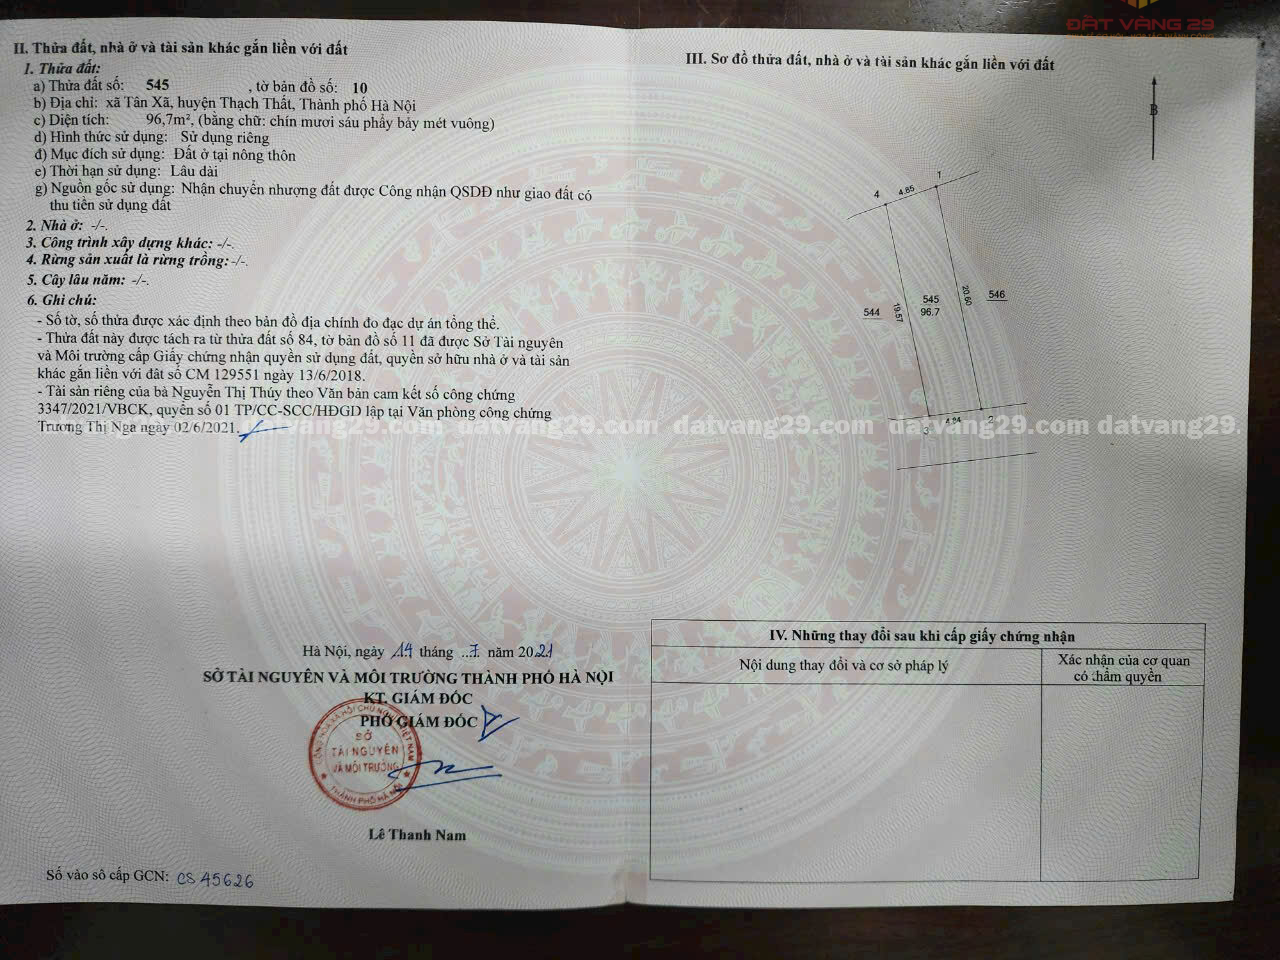 ĐẤT VÀNG 29
II. Thửa đất, nhà ở và tài sản khác gắn liền với đất
1. Thửa đất:
a) Thửa đất số: 545 , tờ bản đồ số: 10
b) Địa chỉ: xã Tân Xã, huyện Thạch Thất, Thành phố Hà Nội
c) Diện tích: 96,7m², (bằng chữ: chín mươi sáu phẩy bảy mét vuông)
d) Hình thức sử dụng: Sử dụng riêng
đ) Mục đích sử dụng: Đất ở tại nông thôn
e) Thời hạn sử dụng: Lâu dài
g) Nguồn gốc sử dụng: Nhận chuyển nhượng đất được Công nhận QSDĐ như giao đất có
thu tiền sử dụng đất
2. Nhà ở: -/-.
3. Công trình xây dựng khác: -/-.
4. Rừng sản xuất là rừng trồng: -/-.
5. Cây lâu năm: -/-.
6. Ghi chú:
- Số tờ, số thửa được xác định theo bản đồ địa chính đo đạc dự án tổng thể.
- Thửa đất này được tách ra từ thửa đất số 84, tờ bản đồ số 11 đã được Sở Tài nguyên
và Môi trường cấp Giấy chứng nhận quyền sử dụng đất, quyền sở hữu nhà ở và tài sản
khác gắn liền với đât số CM 129551 ngày 13/6/2018.
- Tài sản riêng của bà Nguyễn Thị Thúy theo Văn bản cam kết số công chứng
3347/2021/VBCK, quyển số 01 TP/CC-SCC/HĐGD lập tại Văn phòng công chứng
Trương Thị Nga ngày 02/6/2021.
datvang29.com datvang29.com datvang29.com datvang29.
Hà Nội, ngày 14 tháng ...7 năm 2021
SỞ TÀI NGUYÊN VÀ MÔI TRƯỜNG THÀNH PHỐ HÀ NỘI
KT. GIÁM ĐỐC
PHÓ GIÁM ĐỐC
CỘNG HÒA XÃ HỘI CHỦ NGHĨA VIỆT NAM
SỞ
TÀI NGUYÊN
VÀ MÔI TRƯỜNG
THÀNH PHỐ HÀ NỘI
Lê Thanh Nam
Số vào sổ cấp GCN: CS 45626
III. Sơ đồ thửa đất, nhà ở và tài sản khác gắn liền với đất
B
1
4
4.85
546
545
96.7
544
19.57
20.60
3
4.84
2
IV. Những thay đổi sau khi cấp giấy chứng nhận
Nội dung thay đổi và cơ sở pháp lý
Xác nhận của cơ quan
có thẩm quyền